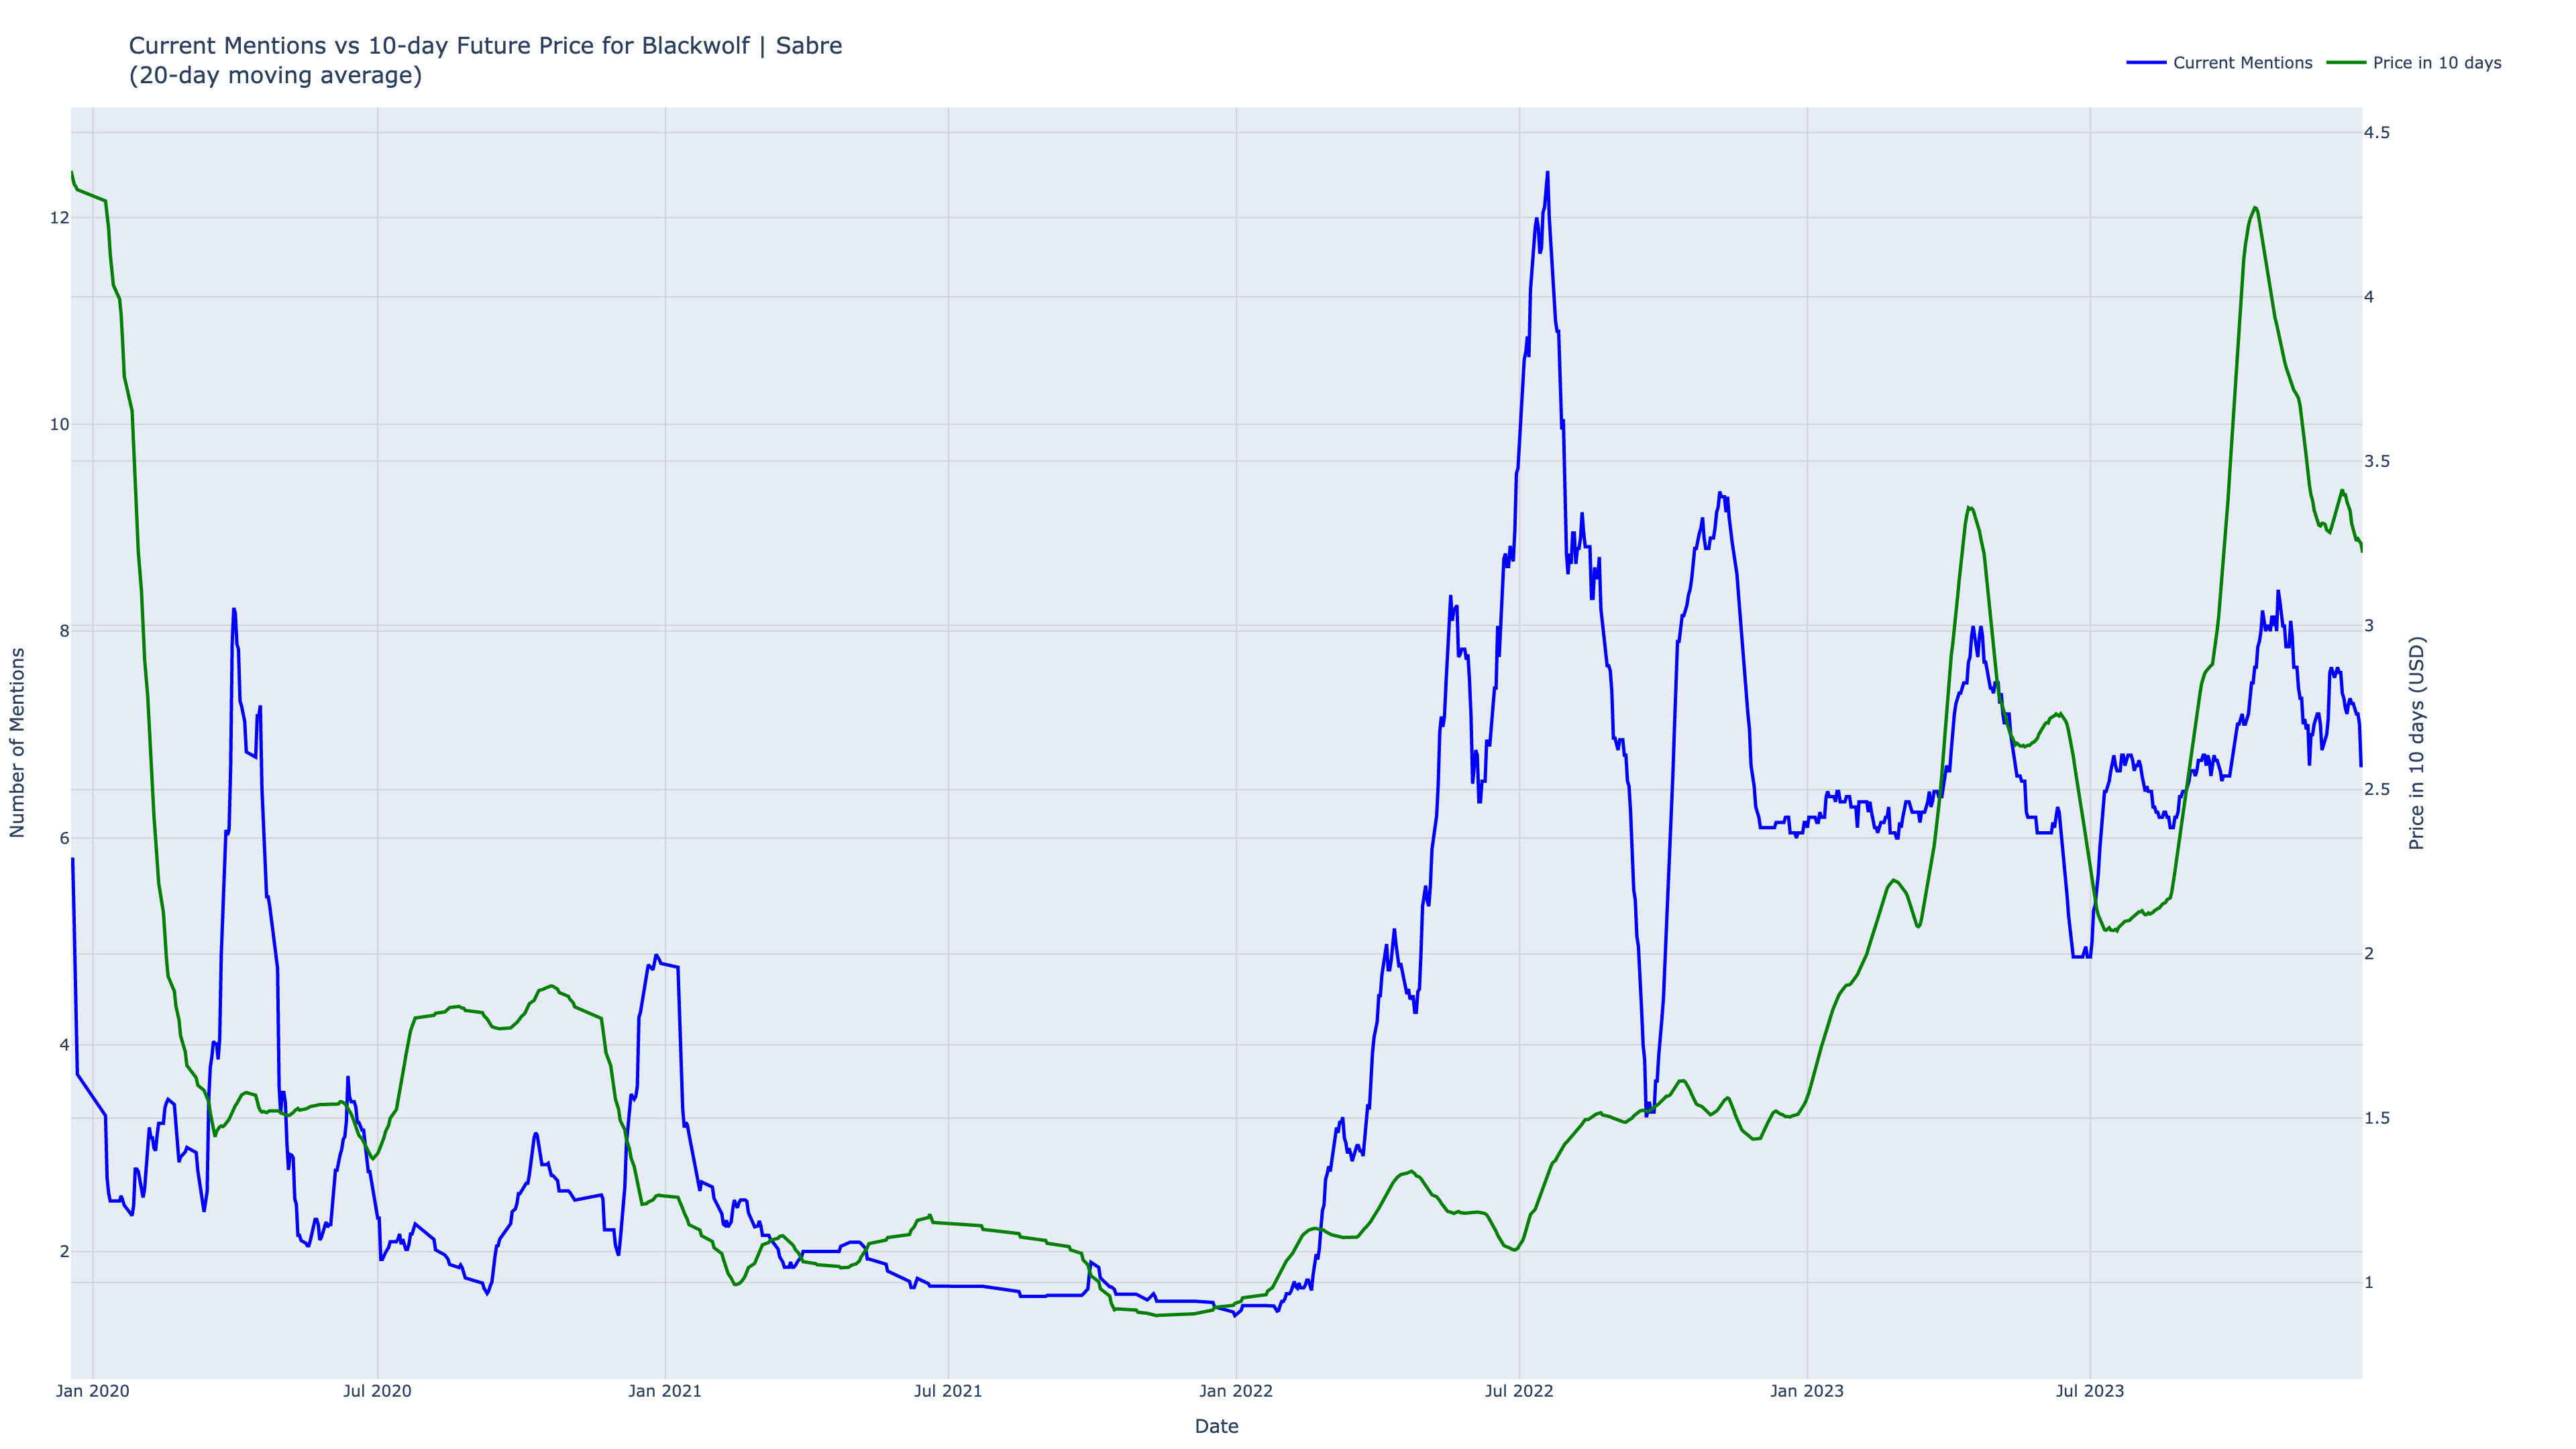 Current Mentions vs 10-day Future Price for Blackwolf | Sabre
(20-day moving average)
Current Mentions
Price in 10 days
4.5
12
4
10
3.5
8
3
2.5
6
2
4
1.5
2
1
Number of Mentions
Price in 10 days (USD)
Jan 2020
Jul 2020
Jan 2021
Jul 2021
Jan 2022
Jul 2022
Jan 2023
Jul 2023
Date